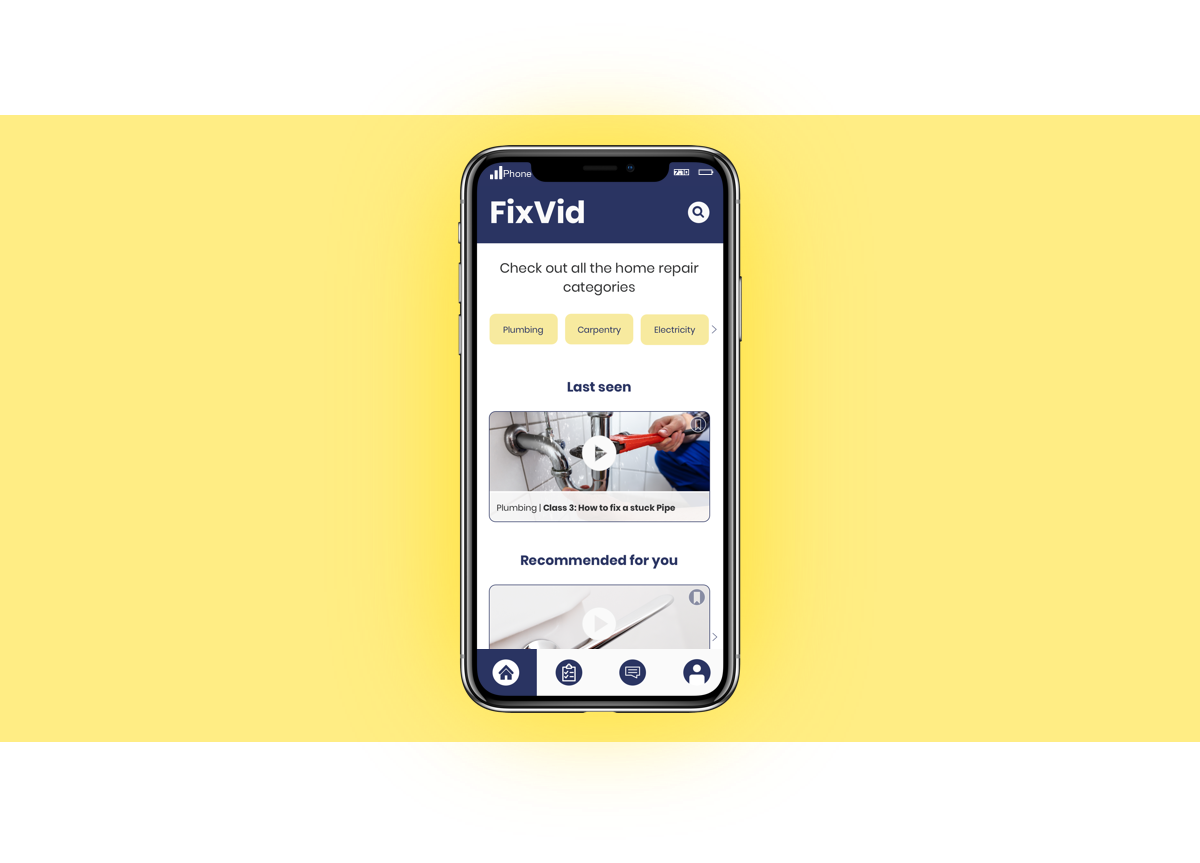 Phone
FixVid
Check out all the home repair
categories
Plumbing
Carpentry
Electricity
Last seen
Plumbing | Class 3: How to fix a stuck Pipe
Recommended for you